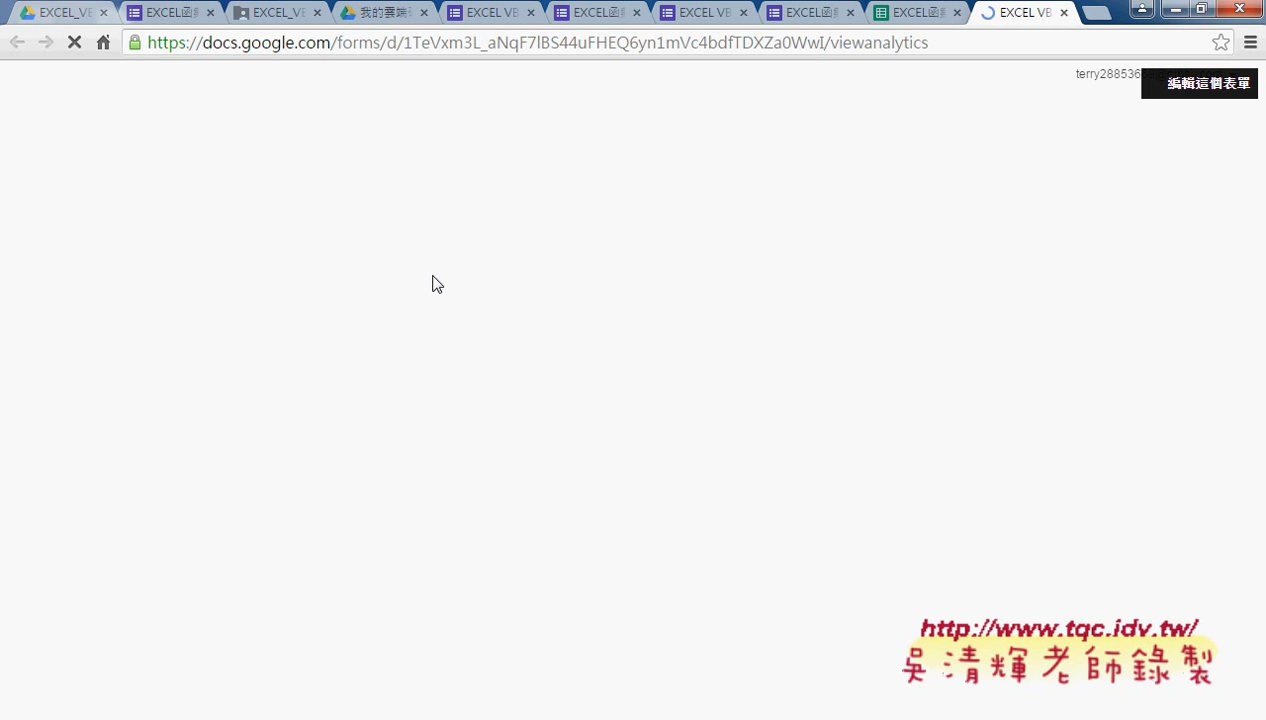 EXCEL_VE EXCEL函 EXCEL_VE 我的雲端 EXCEL VB EXCEL函 EXCEL VB EXCEL函 EXCEL函 EXCEL VB
https://docs.google.com/forms/d/1TeVxm3L_aNqF7lBS44uFHEQ6yn1mVc4bdfTDXZa0WwI/viewanalytics
terry288536
編輯這個表單
http://www.tqc.idv.tw/
吳清輝老師錄製